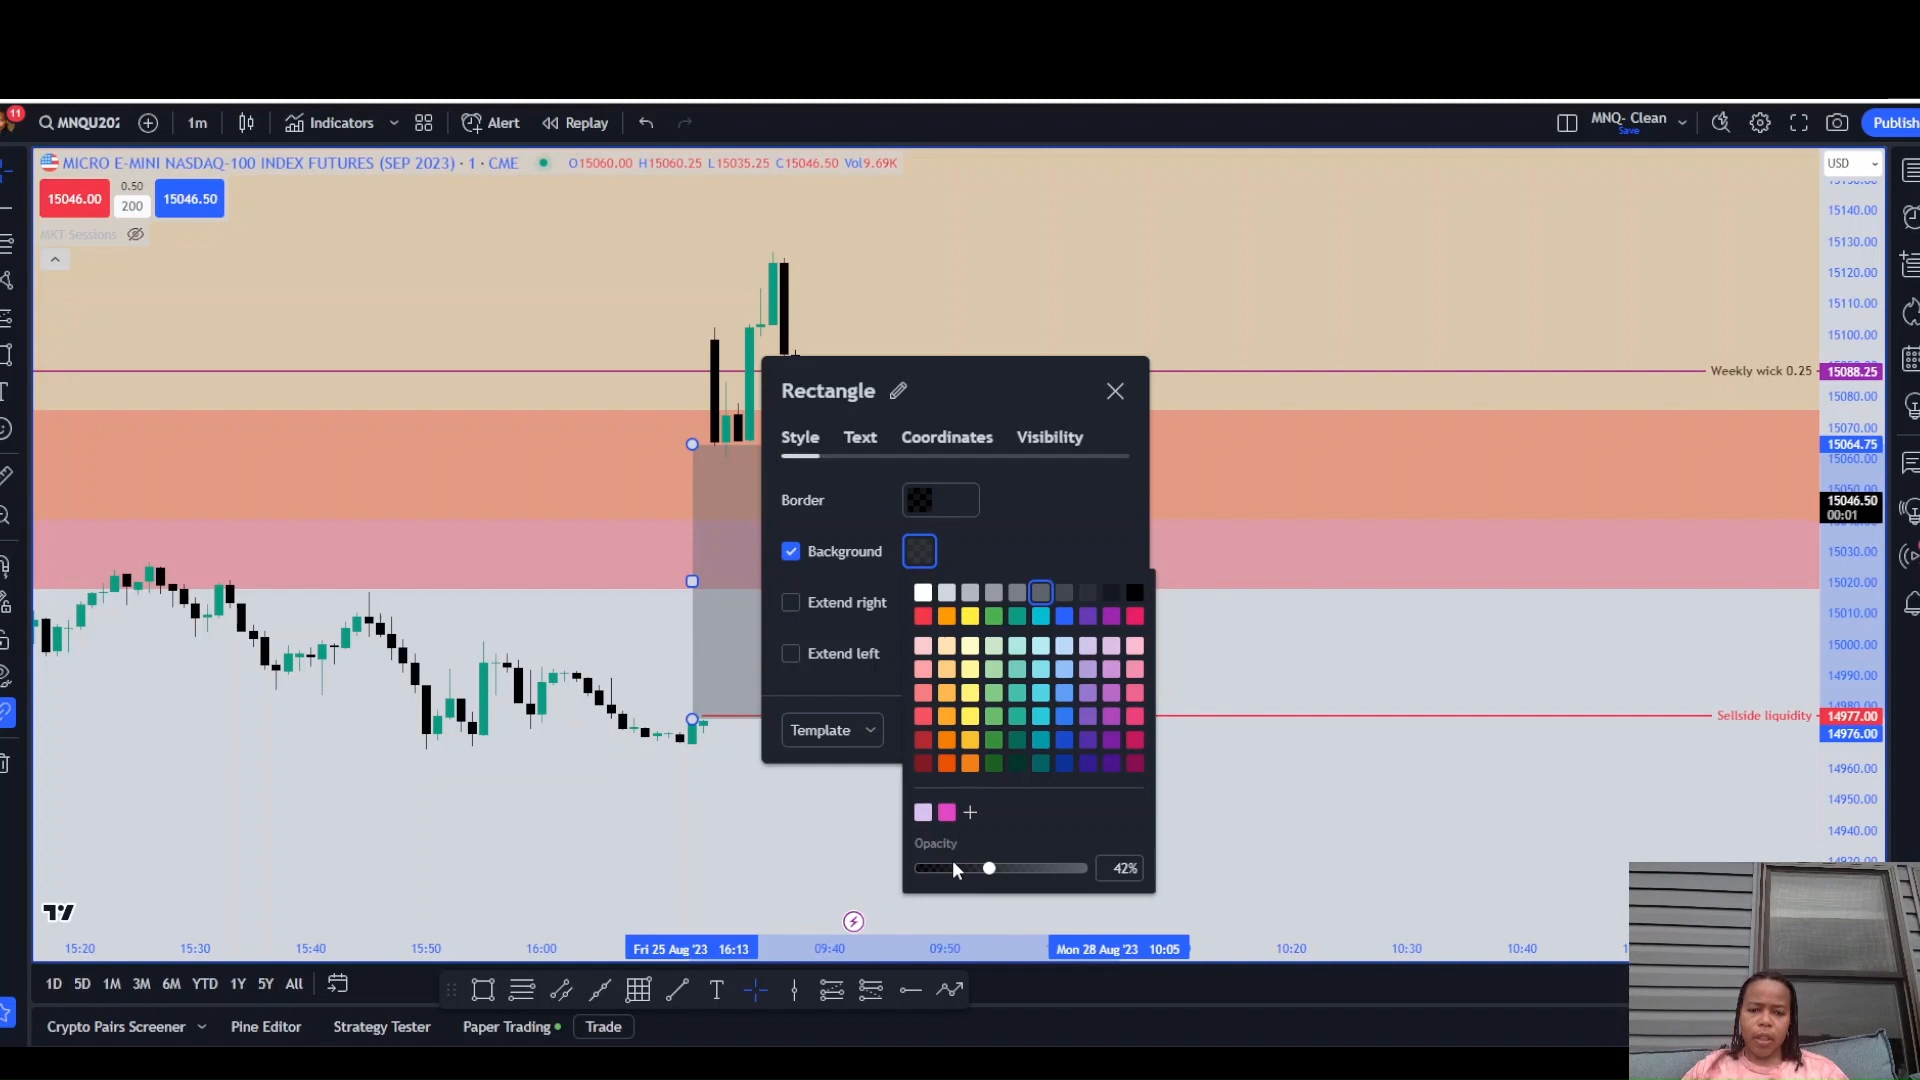 11
MNQU202
1m
Indicators
Alert
Replay
MNQ- Clean
Save
Publish
MICRO E-MINI NASDAQ-100 INDEX FUTURES (SEP 2023) · 1 · CME
O15060.00 H15060.25 L15035.25 C15046.50 Vol9.69K
USD
15046.00
0.50
200
15046.50
MKT Sessions
15140.00
15130.00
15120.00
15110.00
15100.00
Weekly wick 0.25
15088.25
15080.00
15070.00
15064.75
15060.00
15046.50
00:01
15030.00
15020.00
15010.00
15000.00
14990.00
14980.00
Sellside liquidity
14977.00
14976.00
14960.00
14950.00
14940.00
Rectangle
Style
Text
Coordinates
Visibility
Border
Background
Extend right
Extend left
Template
Opacity
42%
15:20
15:30
15:40
15:50
16:00
Fri 25 Aug '23 16:13
09:40
09:50
Mon 28 Aug '23 10:05
10:20
10:30
10:40
1D
5D
1M
3M
6M
YTD
1Y
5Y
All
Crypto Pairs Screener
Pine Editor
Strategy Tester
Paper Trading
Trade